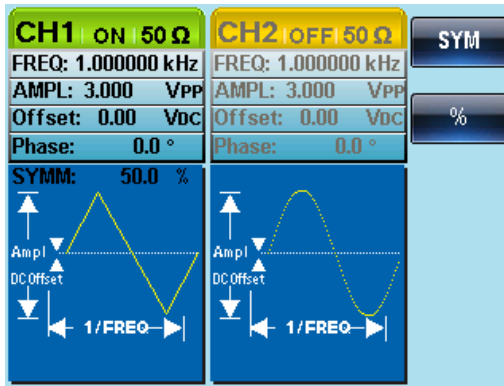 CH1 ON 50 Ω
FREQ: 1.000000 kHz
AMPL: 3.000 VPP
Offset: 0.00 VDC
Phase: 0.0 °
SYMM: 50.0 %
Ampl
DC Offset
1/FREQ
CH2 OFF 50 Ω
FREQ: 1.000000 kHz
AMPL: 3.000 VPP
Offset: 0.00 VDC
Phase: 0.0 °
Ampl
DC Offset
1/FREQ
SYM
%